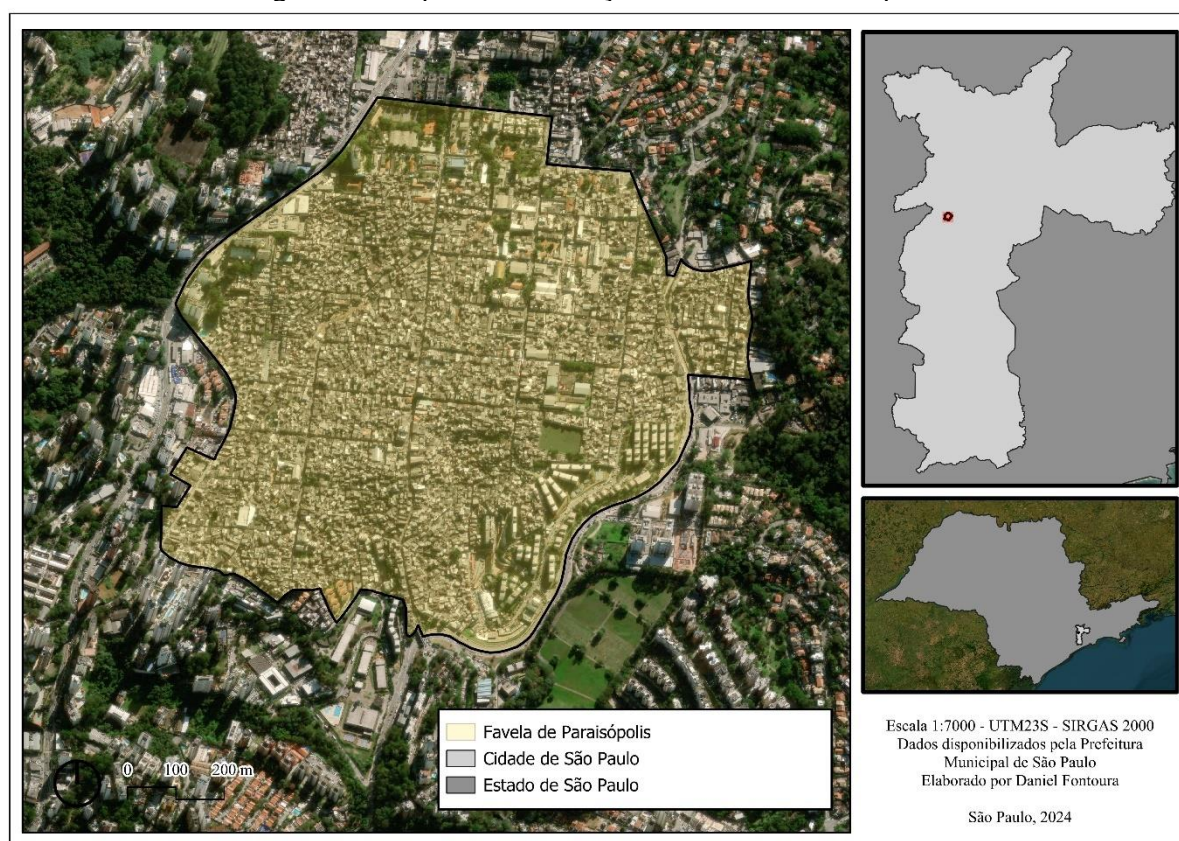 0 100 200 m
Favela de Paraisópolis
Cidade de São Paulo
Estado de São Paulo
Escala 1:7000 - UTM23S - SIRGAS 2000
Dados disponibilizados pela Prefeitura
Municipal de São Paulo
Elaborado por Daniel Fontoura
São Paulo, 2024